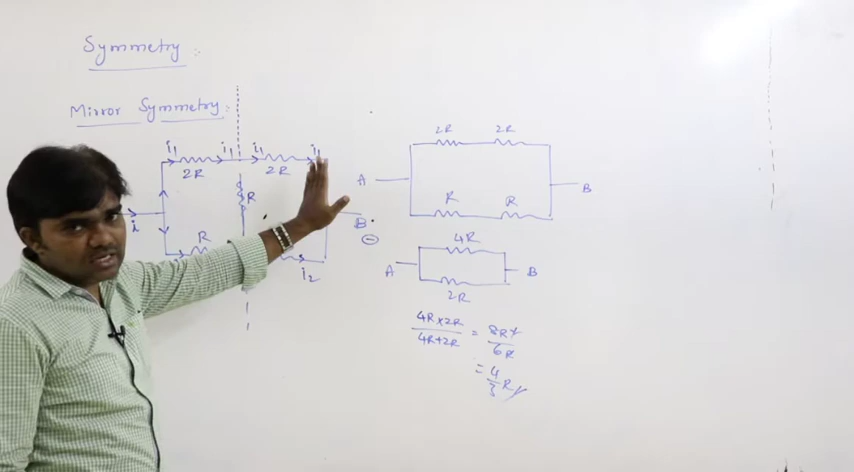 Symmetry :
Mirror Symmetry :
i₁ i₁ i₁ i₁
2R 2R
R
i
R
B
⊖
i₂
2R 2R
A B
R R
4R
A B
2R
4R×2R / 4R+2R = 8R² / 6R
= 4/3 R